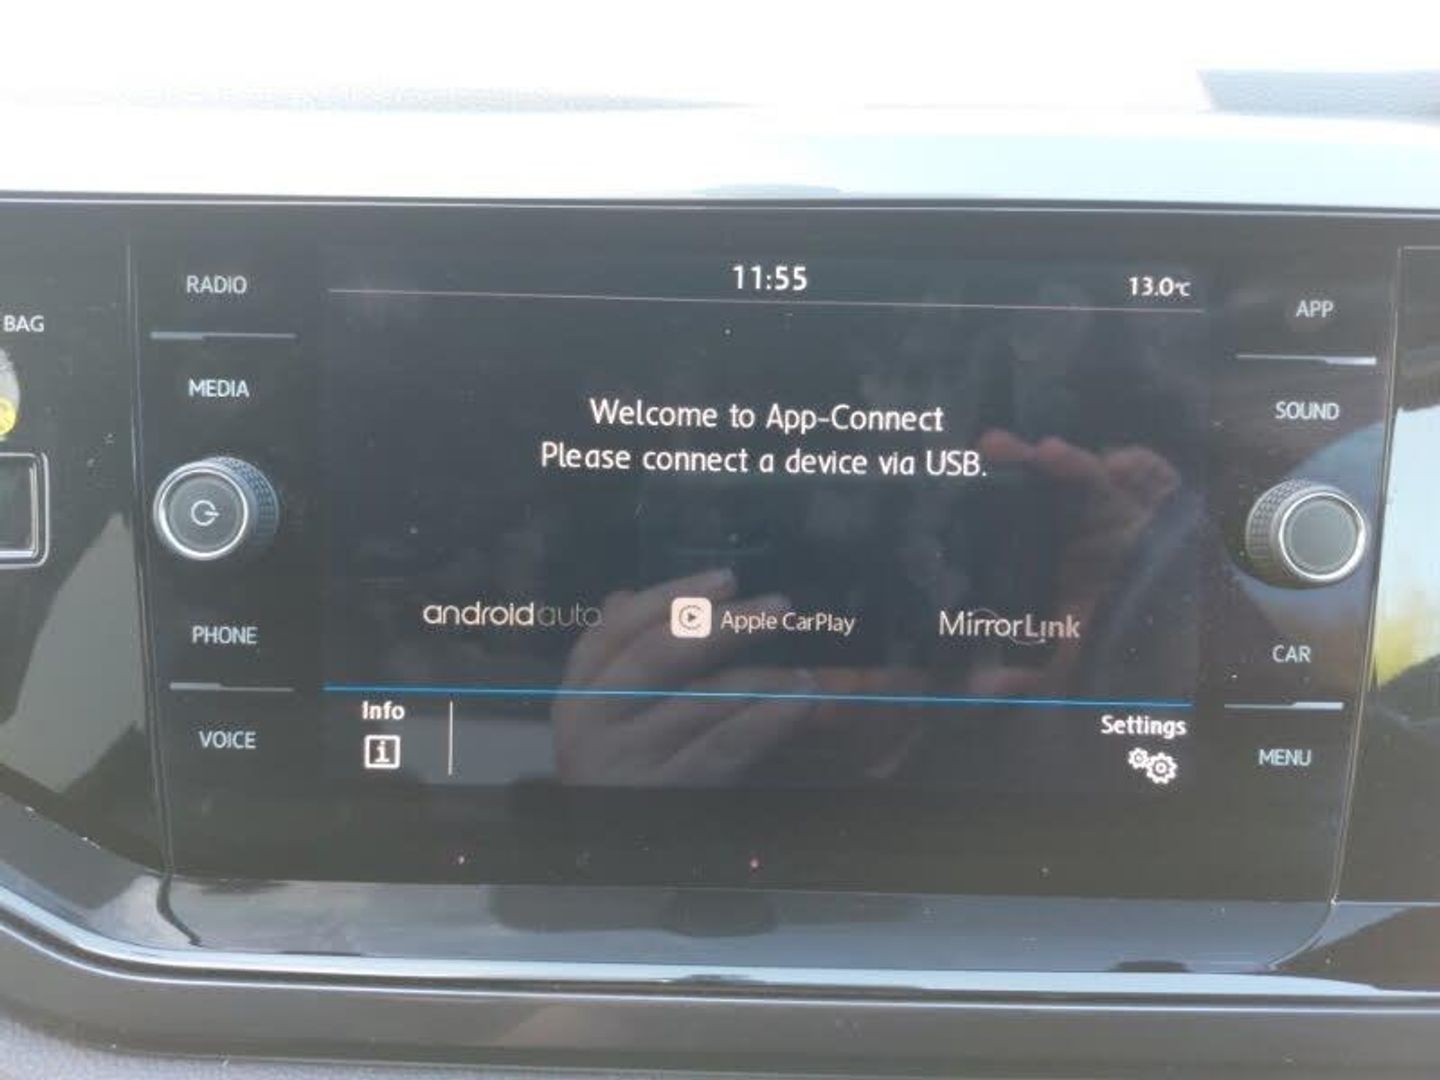 11:55
13.0℃
RADIO
APP
BAG
MEDIA
SOUND
Welcome to App-Connect
Please connect a device via USB.
androidauto
Apple CarPlay
MirrorLink
PHONE
CAR
Info
Settings
VOICE
MENU